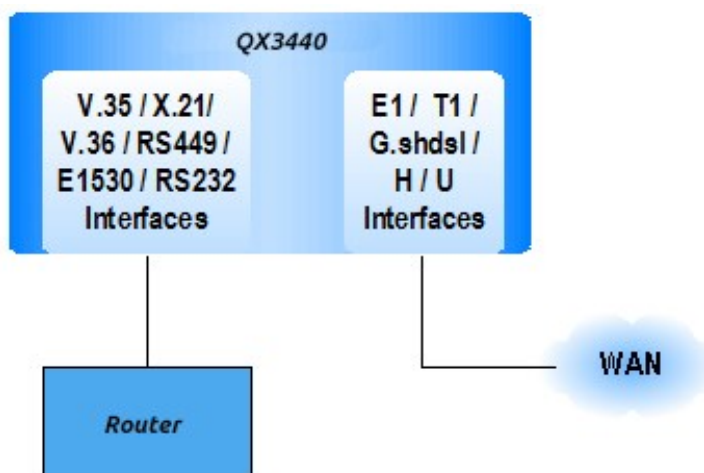 QX3440
V.35 / X.21/
V.36 / RS449 /
E1530 / RS232
Interfaces
E1 / T1 /
G.shdsl /
H / U
Interfaces
WAN
Router